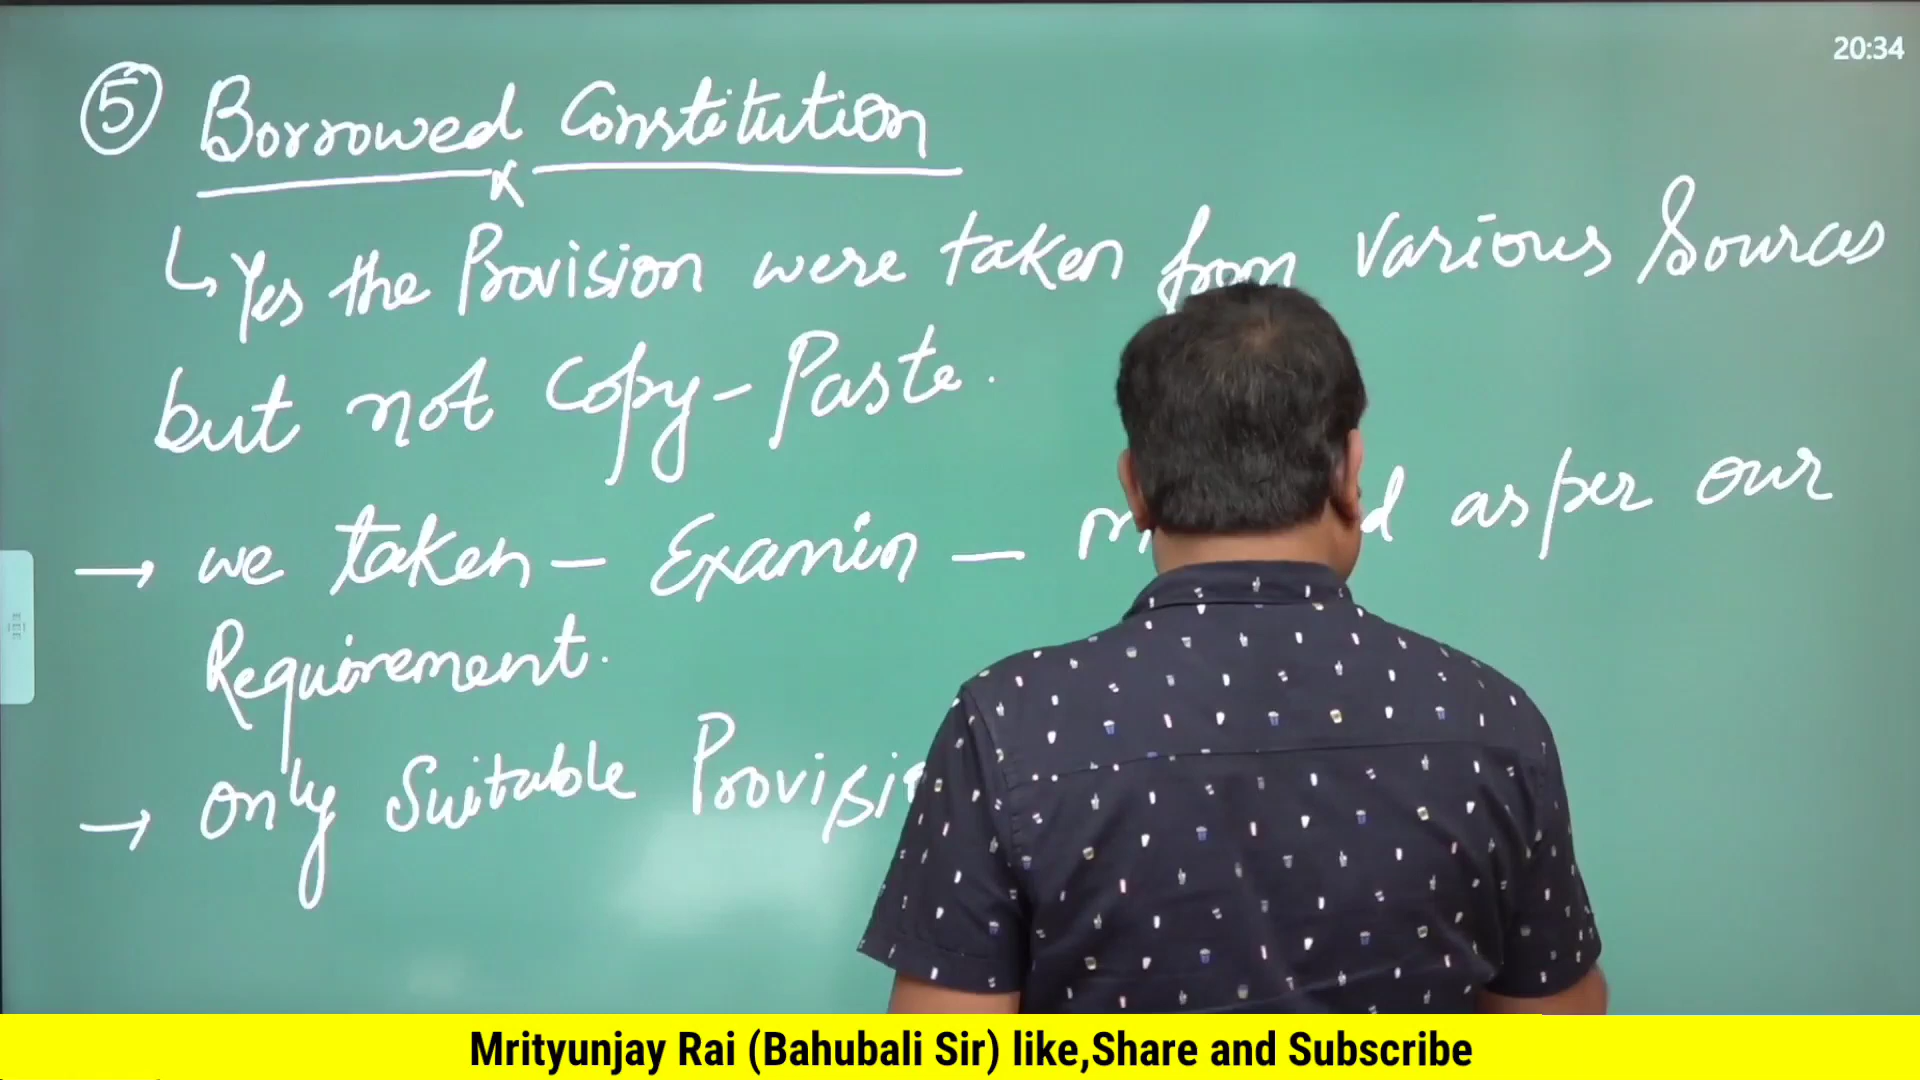 20:34
⑤ Borrowed Constitution
x
↳ Yes the Provision were taken from various Sources
but not Copy-Paste.
→ we taken - Examin - as per our
Requirement.
→ only Suitable
Mrityunjay Rai (Bahubali Sir) like,Share and Subscribe